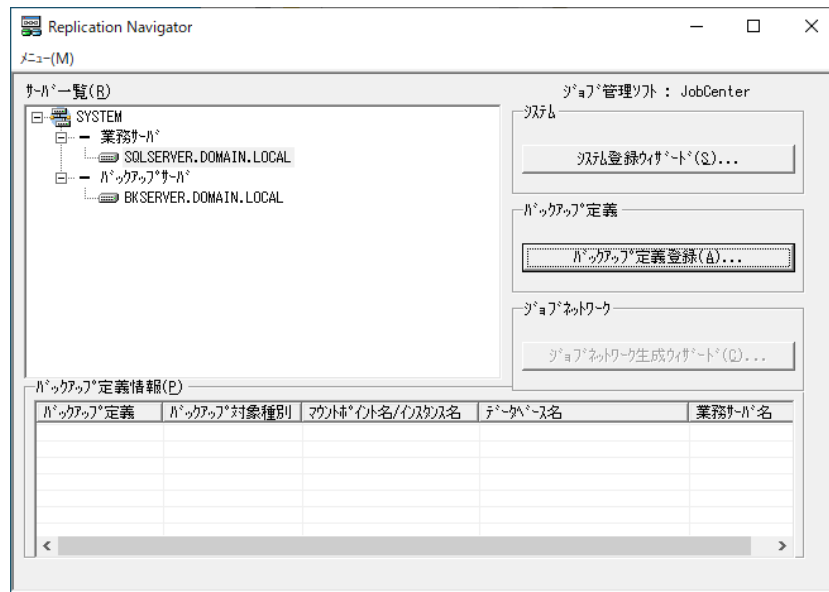 Replication Navigator
ﾒﾆｭｰ(M)
ｻｰﾊﾞ一覧(R)
ｼﾞｮﾌﾞ管理ｿﾌﾄ : JobCenter
SYSTEM
業務ｻｰﾊﾞ
SQLSERVER.DOMAIN.LOCAL
ﾊﾞｯｸｱｯﾌﾟｻｰﾊﾞ
BKSERVER.DOMAIN.LOCAL
ｼｽﾃﾑ
ｼｽﾃﾑ登録ｳｨｻﾞｰﾄﾞ(S)...
ﾊﾞｯｸｱｯﾌﾟ定義
ﾊﾞｯｸｱｯﾌﾟ定義登録(A)...
ｼﾞｮﾌﾞﾈｯﾄﾜｰｸ
ｼﾞｮﾌﾞﾈｯﾄﾜｰｸ生成ｳｨｻﾞｰﾄﾞ(C)...
ﾊﾞｯｸｱｯﾌﾟ定義情報(P)
ﾊﾞｯｸｱｯﾌﾟ定義 ﾊﾞｯｸｱｯﾌﾟ対象種別 ﾏｳﾝﾄﾎﾟｲﾝﾄ名/ｲﾝｽﾀﾝｽ名 ﾃﾞｰﾀﾍﾞｰｽ名 業務ｻｰﾊﾞ名